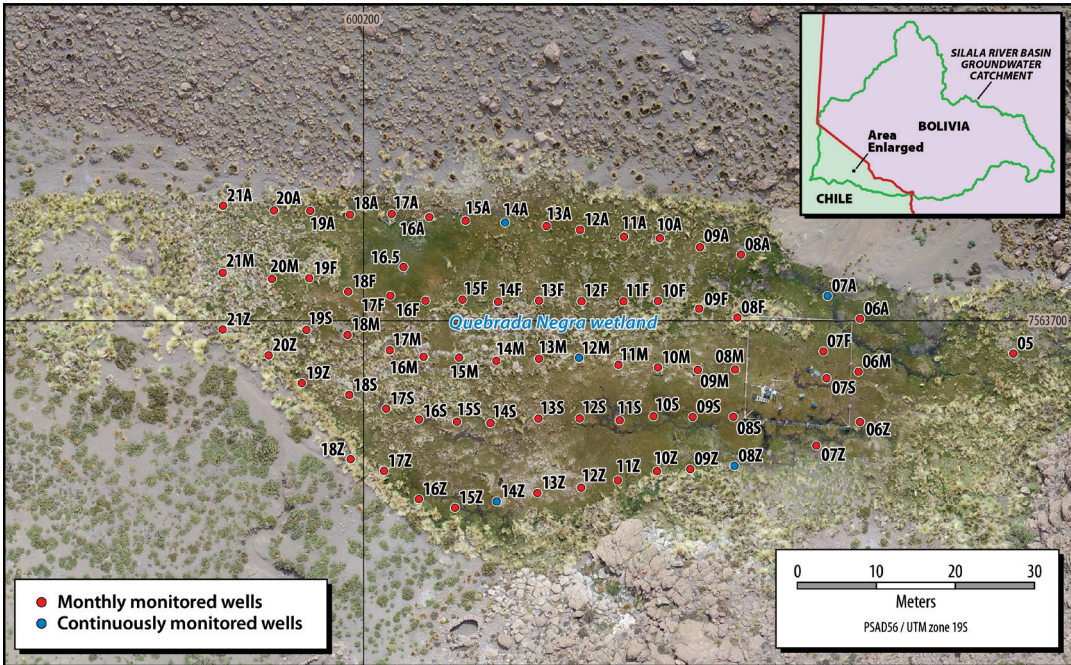 600200
SILALA RIVER BASIN
GROUNDWATER
CATCHMENT
BOLIVIA
Area
Enlarged
CHILE
21A
20A
19A
18A
17A
16A
15A
14A
13A
12A
11A
10A
09A
08A
07A
06A
16.5
21M
20M
19F
18F
17F
16F
15F
14F
13F
12F
11F
10F
09F
08F
07F
Quebrada Negra wetland
7563700
21Z
20Z
19S
18M
17M
16M
15M
14M
13M
12M
11M
10M
09M
08M
07S
06M
05
19Z
18S
17S
16S
15S
14S
13S
12S
11S
10S
09S
08S
06Z
18Z
17Z
16Z
15Z
14Z
13Z
12Z
11Z
10Z
09Z
08Z
07Z
Monthly monitored wells
Continuously monitored wells
0 10 20 30
Meters
PSAD56 / UTM zone 19S